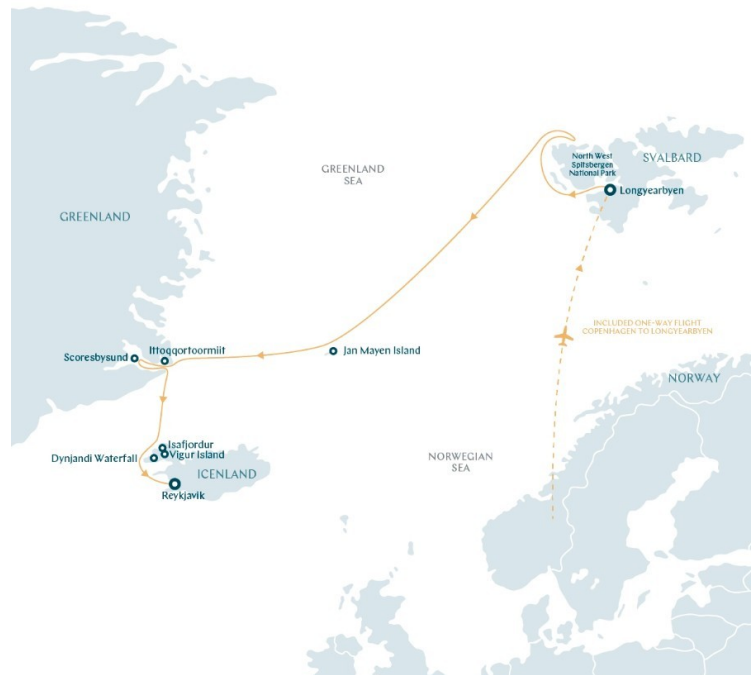 GREENLAND
SEA
North West
Spitsbergen
National Park
SVALBARD
Longyearbyen
GREENLAND
INCLUDED ONE-WAY FLIGHT
COPENHAGEN TO LONGYEARBYEN
Ittoqqortoormiit
Scoresbysund
Jan Mayen Island
NORWAY
Isafjordur
Vigur Island
Dynjandi Waterfall
NORWEGIAN
SEA
ICENLAND
Reykjavik